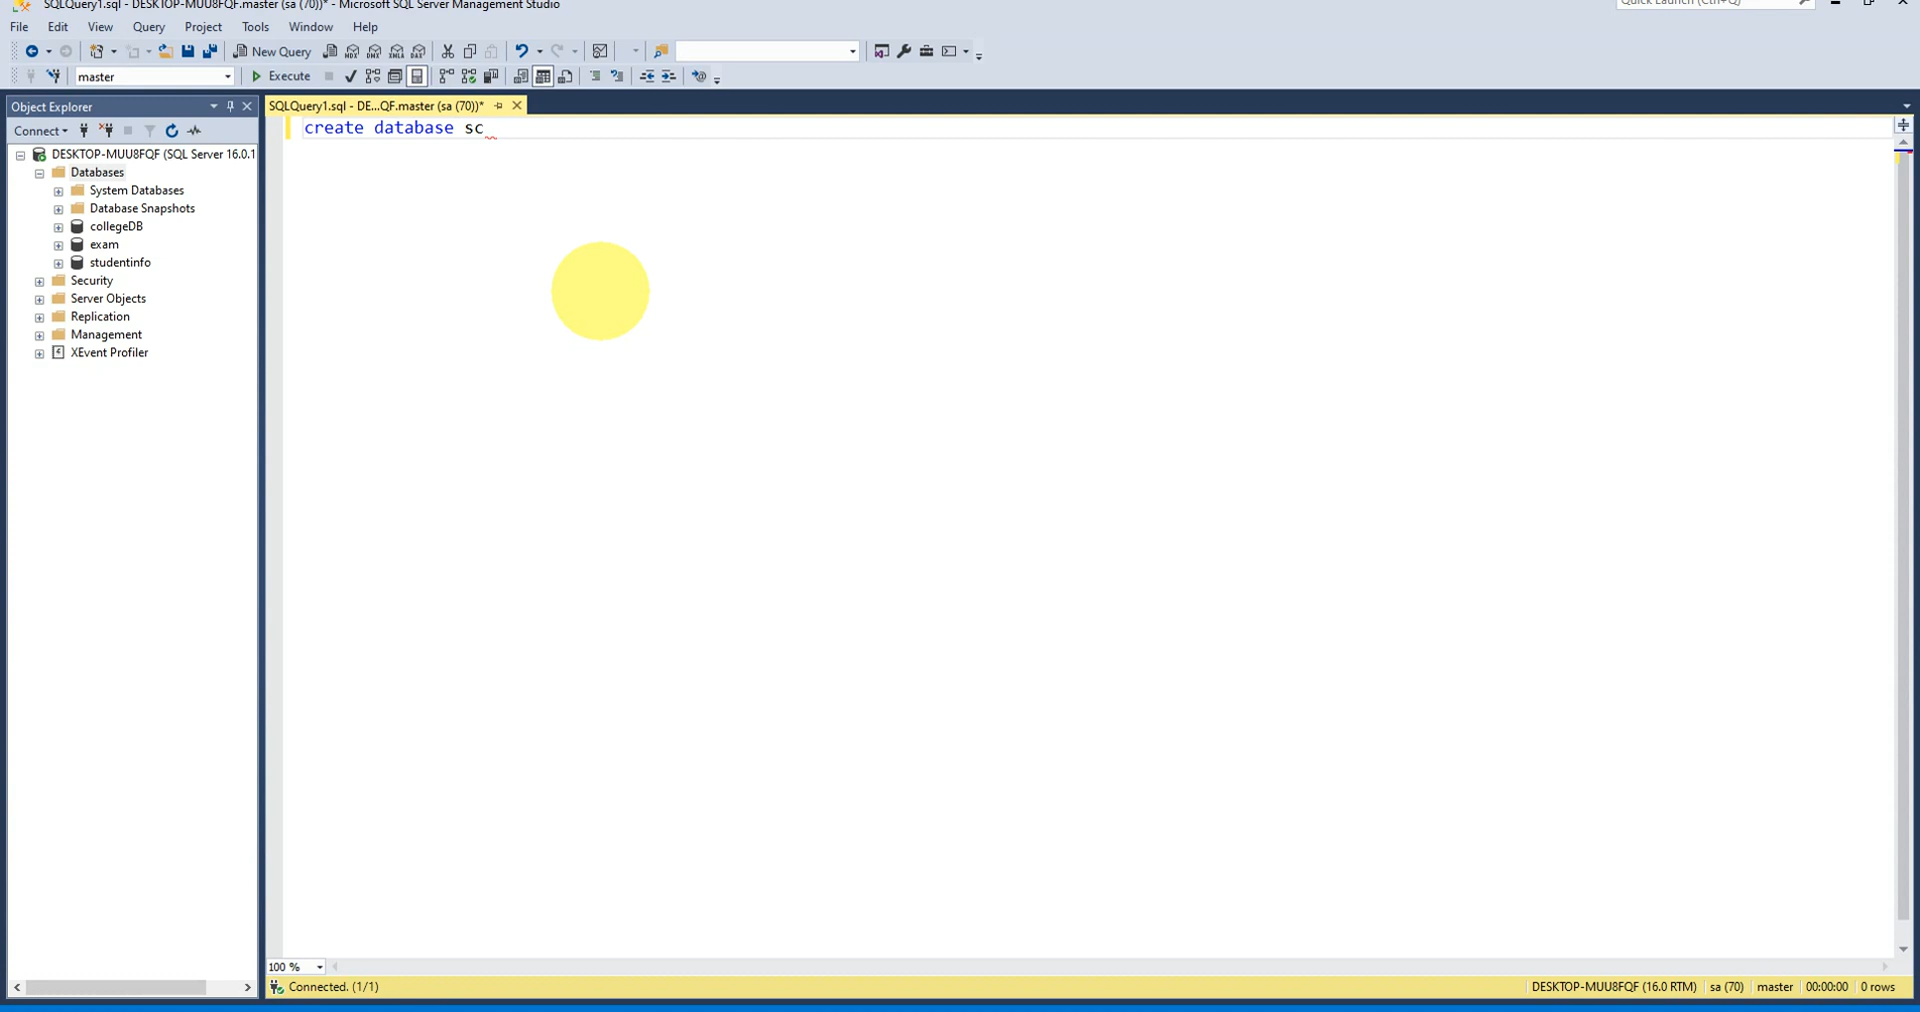 SQLQuery1.sql - DESKTOP-MUU8FQF.master (sa (70))* - Microsoft SQL Server Management Studio
Quick Launch (Ctrl+Q)
File Edit View Query Project Tools Window Help
New Query
master
Execute
Object Explorer
SQLQuery1.sql - DE...QF.master (sa (70))*
Connect
create database sc
DESKTOP-MUU8FQF (SQL Server 16.0.1
Databases
System Databases
Database Snapshots
collegeDB
exam
studentinfo
Security
Server Objects
Replication
Management
XEvent Profiler
100 %
Connected. (1/1)
DESKTOP-MUU8FQF (16.0 RTM) sa (70) master 00:00:00 0 rows